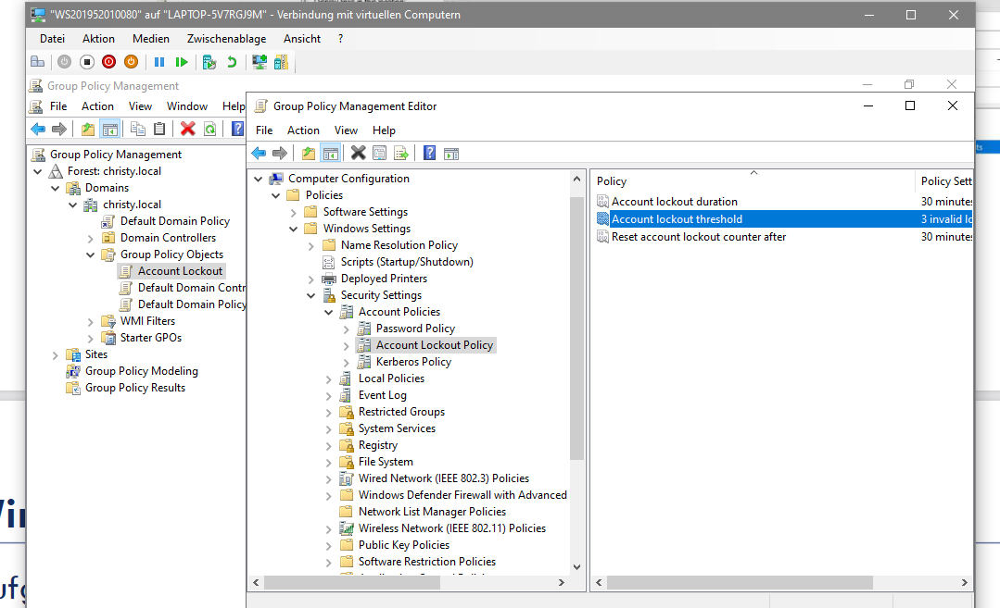 "WS201952010080" auf "LAPTOP-5V7RGJ9M" - Verbindung mit virtuellen Computern
Datei Aktion Medien Zwischenablage Ansicht ?
Group Policy Management
File Action View Window Help
Group Policy Management
Forest: christy.local
Domains
christy.local
Default Domain Policy
Domain Controllers
Group Policy Objects
Account Lockout
Default Domain Contr
Default Domain Policy
WMI Filters
Starter GPOs
Sites
Group Policy Modeling
Group Policy Results
Group Policy Management Editor
File Action View Help
Computer Configuration
Policies
Software Settings
Windows Settings
Name Resolution Policy
Scripts (Startup/Shutdown)
Deployed Printers
Security Settings
Account Policies
Password Policy
Account Lockout Policy
Kerberos Policy
Local Policies
Event Log
Restricted Groups
System Services
Registry
File System
Wired Network (IEEE 802.3) Policies
Windows Defender Firewall with Advanced
Network List Manager Policies
Wireless Network (IEEE 802.11) Policies
Public Key Policies
Software Restriction Policies
Policy Policy Sett
Account lockout duration 30 minutes
Account lockout threshold 3 invalid lo
Reset account lockout counter after 30 minutes